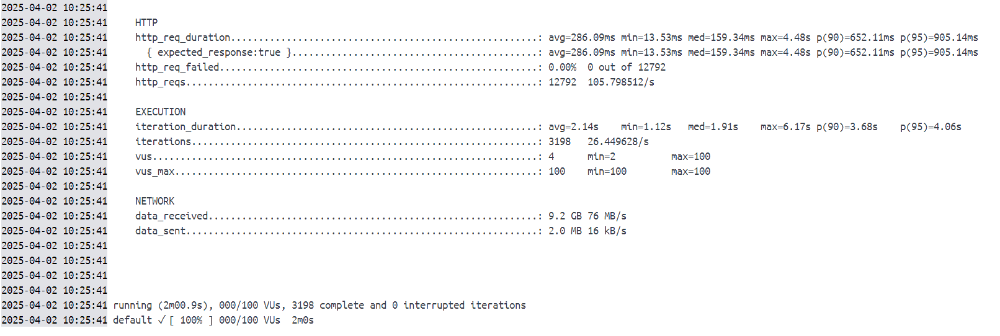 2025-04-02 10:25:41
2025-04-02 10:25:41 HTTP
2025-04-02 10:25:41 http_req_duration.......................................................: avg=286.09ms min=13.53ms med=159.34ms max=4.48s p(90)=652.11ms p(95)=905.14ms
2025-04-02 10:25:41 { expected_response:true }............................................: avg=286.09ms min=13.53ms med=159.34ms max=4.48s p(90)=652.11ms p(95)=905.14ms
2025-04-02 10:25:41 http_req_failed.........................................................: 0.00% 0 out of 12792
2025-04-02 10:25:41 http_reqs...............................................................: 12792 105.798512/s
2025-04-02 10:25:41
2025-04-02 10:25:41 EXECUTION
2025-04-02 10:25:41 iteration_duration......................................................: avg=2.14s min=1.12s med=1.91s max=6.17s p(90)=3.68s p(95)=4.06s
2025-04-02 10:25:41 iterations..............................................................: 3198 26.449628/s
2025-04-02 10:25:41 vus.....................................................................: 4 min=2 max=100
2025-04-02 10:25:41 vus_max.................................................................: 100 min=100 max=100
2025-04-02 10:25:41
2025-04-02 10:25:41 NETWORK
2025-04-02 10:25:41 data_received...........................................................: 9.2 GB 76 MB/s
2025-04-02 10:25:41 data_sent...............................................................: 2.0 MB 16 kB/s
2025-04-02 10:25:41
2025-04-02 10:25:41
2025-04-02 10:25:41
2025-04-02 10:25:41
2025-04-02 10:25:41 running (2m00.9s), 000/100 VUs, 3198 complete and 0 interrupted iterations
2025-04-02 10:25:41 default ✓ [ 100% ] 000/100 VUs 2m0s